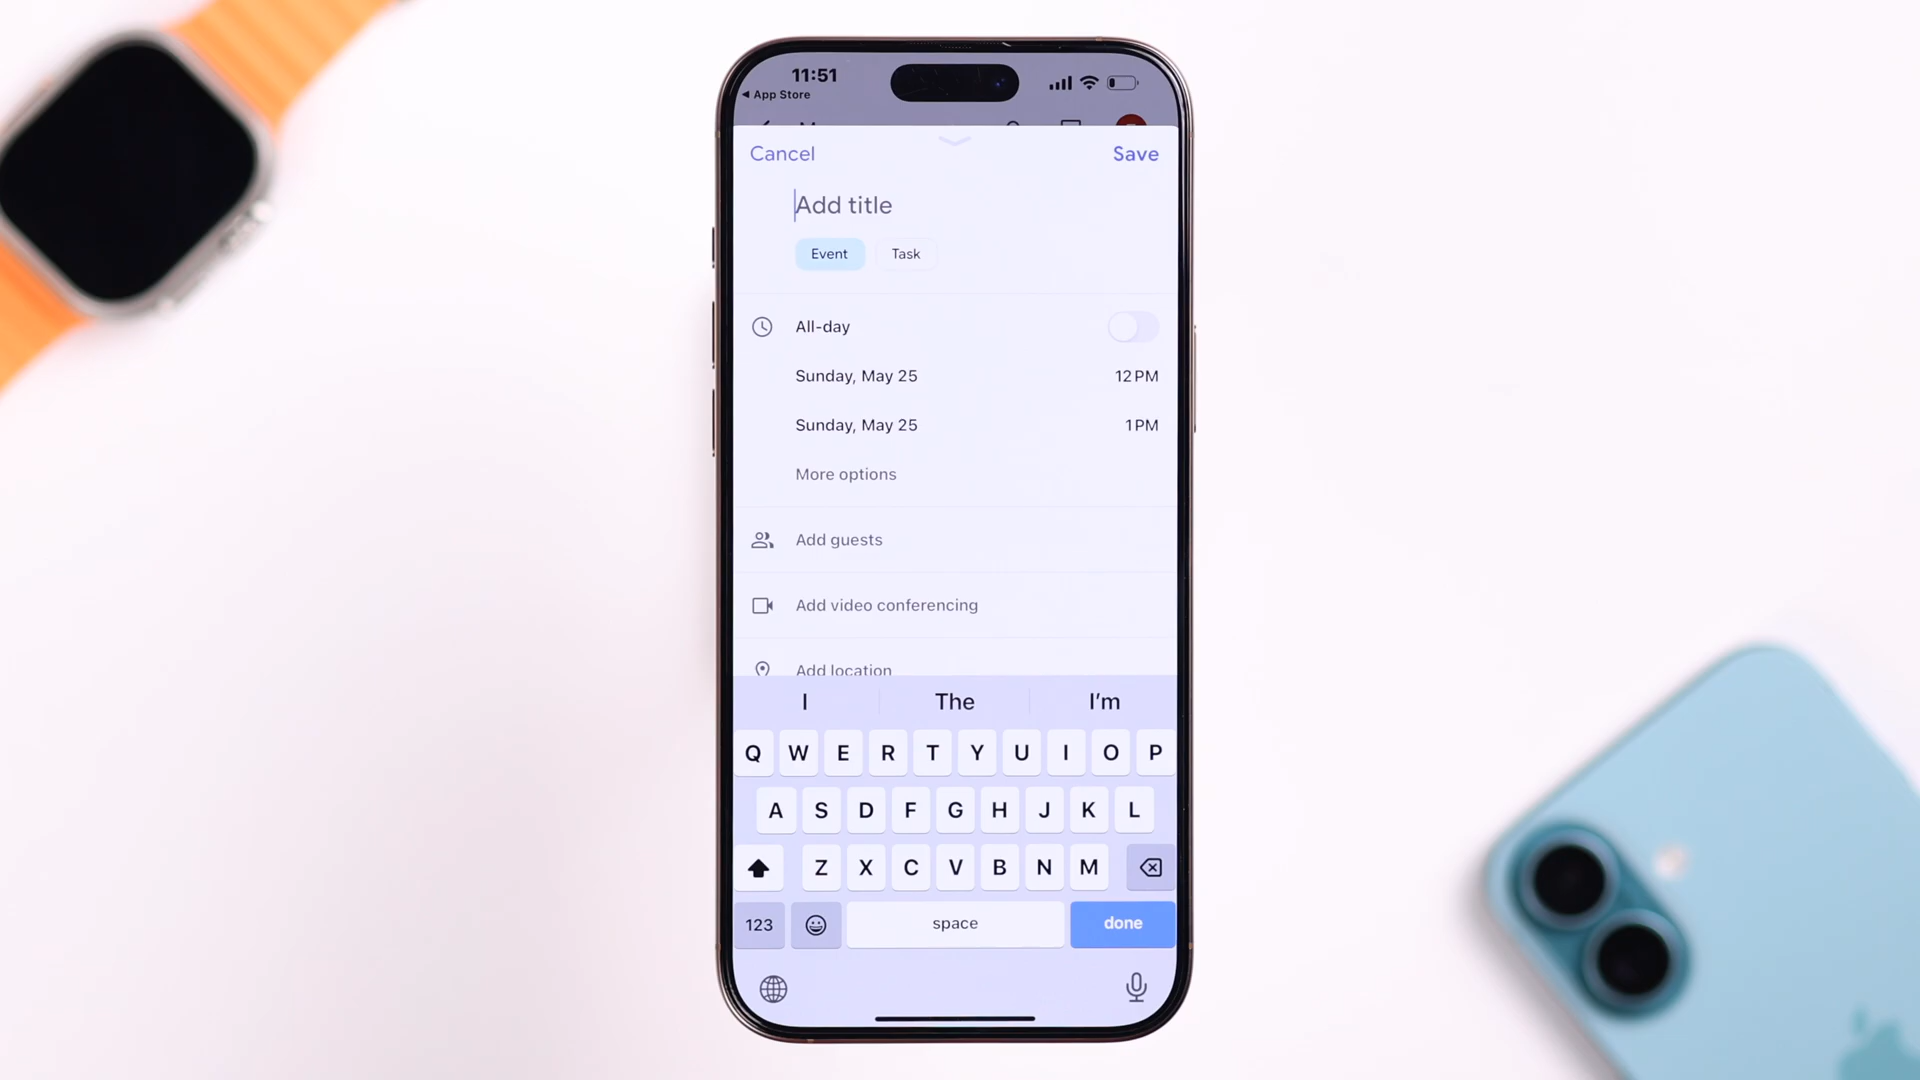 11:51
◀ App Store
Cancel
Save
Add title
Event
Task
All-day
Sunday, May 25
12 PM
Sunday, May 25
1 PM
More options
Add guests
Add video conferencing
Add location
I
The
I'm
Q W E R T Y U I O P
A S D F G H J K L
Z X C V B N M
123
space
done